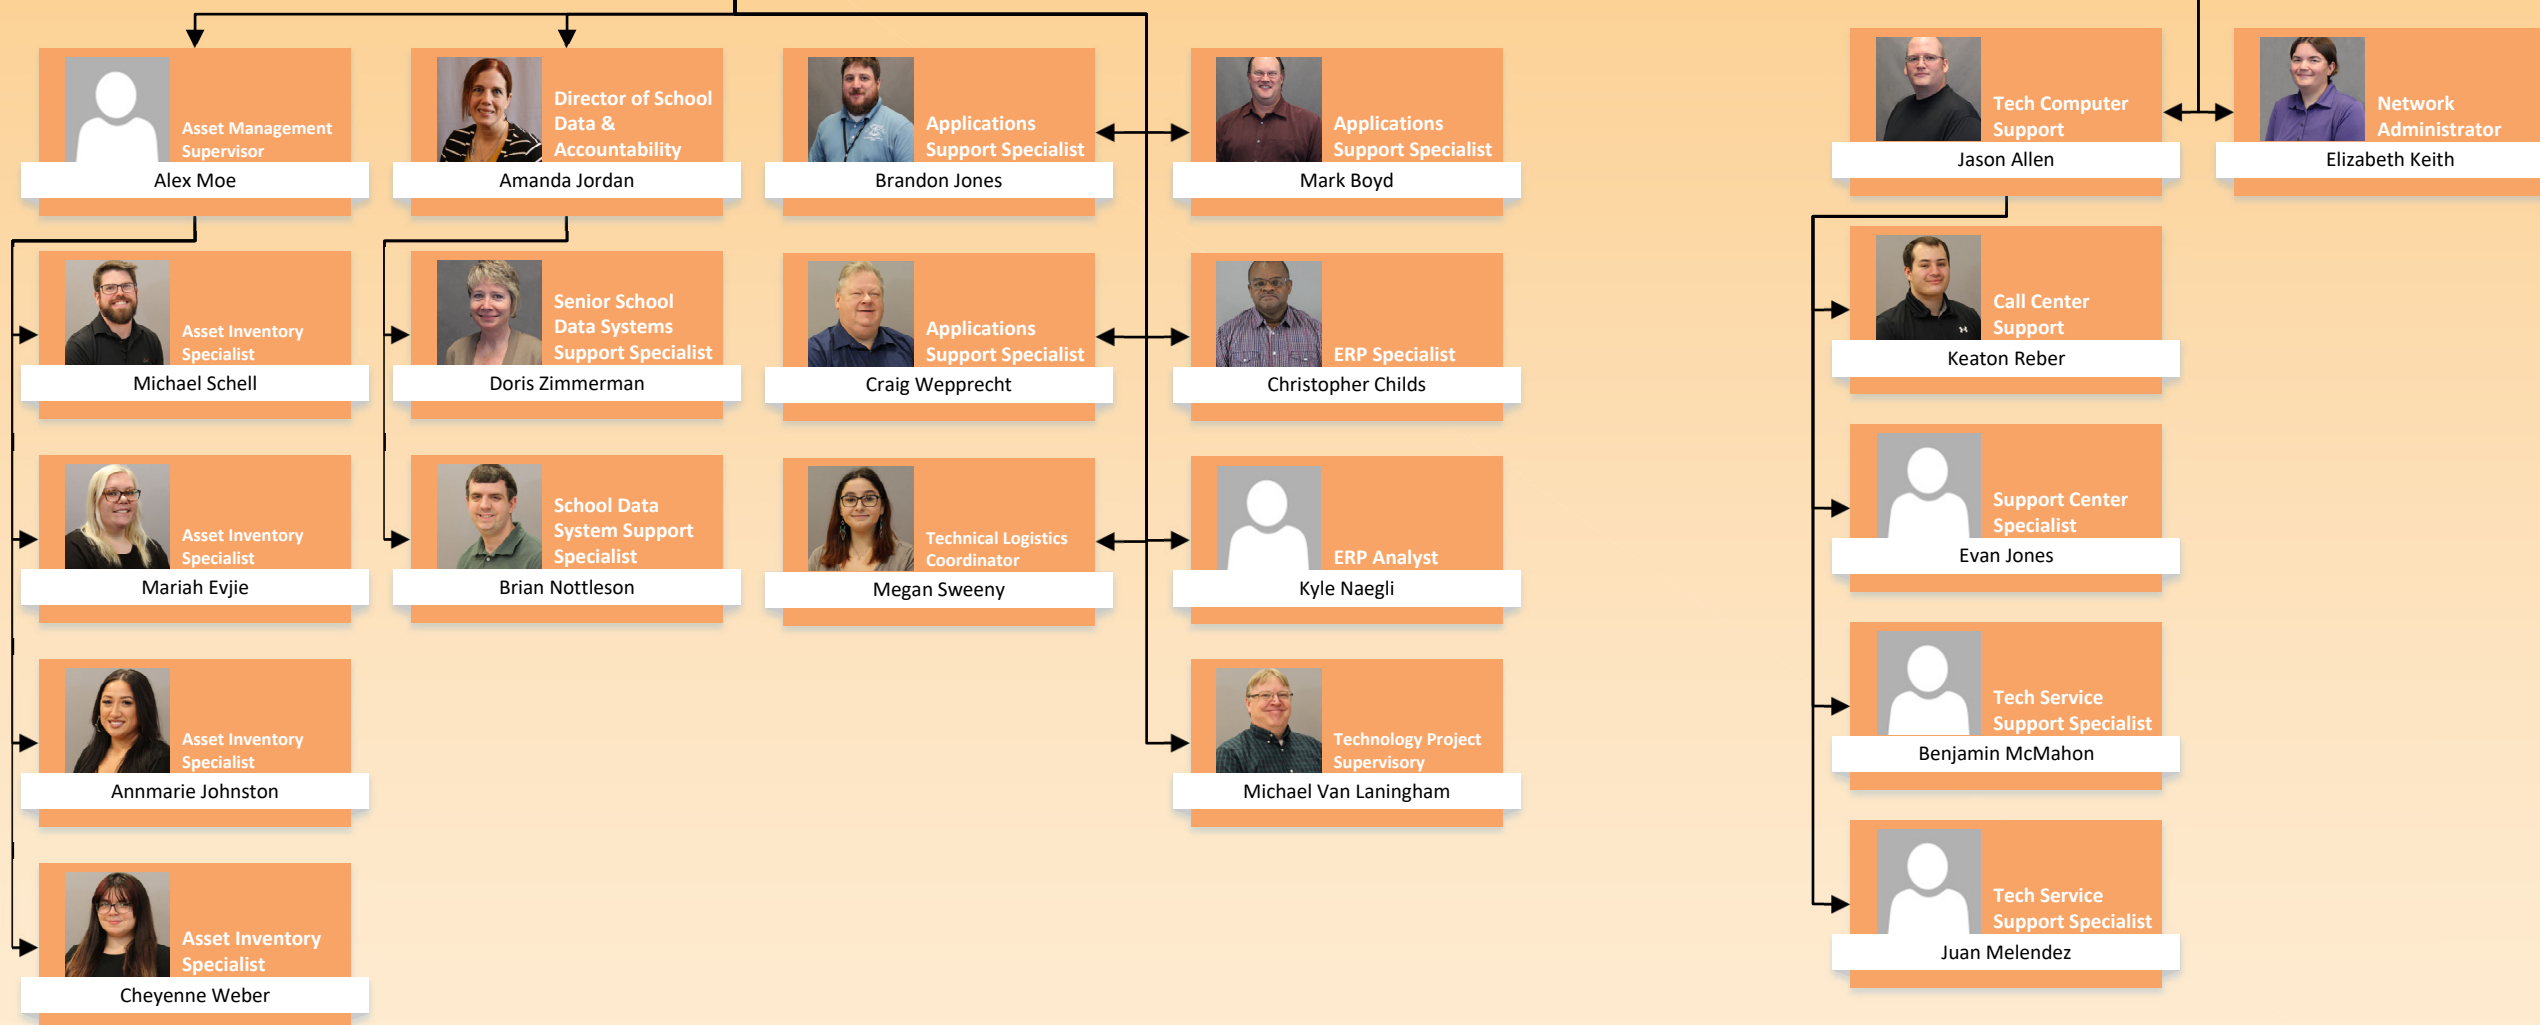 Asset Management
Supervisor
Alex Moe
Director of School
Data &
Accountability
Amanda Jordan
Applications
Support Specialist
Brandon Jones
Applications
Support Specialist
Mark Boyd
Tech Computer
Support
Jason Allen
Network
Administrator
Elizabeth Keith
Asset Inventory
Specialist
Michael Schell
Senior School
Data Systems
Support Specialist
Doris Zimmerman
Applications
Support Specialist
Craig Wepprecht
ERP Specialist
Christopher Childs
Call Center
Support
Keaton Reber
Asset Inventory
Specialist
Mariah Evjie
School Data
System Support
Specialist
Brian Nottleson
Technical Logistics
Coordinator
Megan Sweeny
ERP Analyst
Kyle Naegli
Support Center
Specialist
Evan Jones
Asset Inventory
Specialist
Annmarie Johnston
Technology Project
Supervisory
Michael Van Laningham
Tech Service
Support Specialist
Benjamin McMahon
Asset Inventory
Specialist
Cheyenne Weber
Tech Service
Support Specialist
Juan Melendez